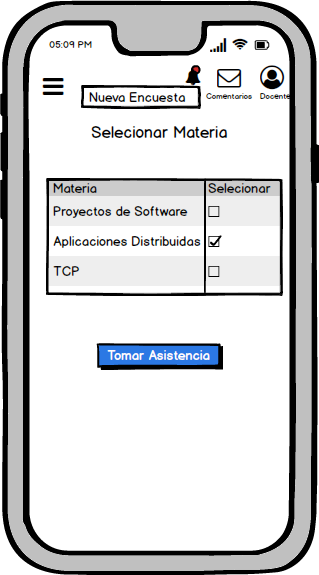 05:09 PM
Nueva Encuesta
Comentarios
Docente
Selecionar Materia
Materia Selecionar
Proyectos de Software
Aplicaciones Distribuidas
TCP
Tomar Asistencia